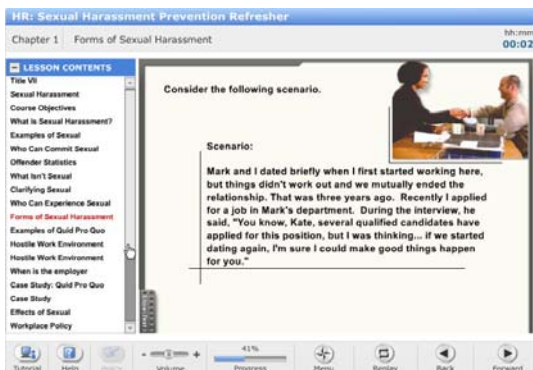 HR: Sexual Harassment Prevention Refresher
Chapter 1 Forms of Sexual Harassment
hh:mm
00:02
LESSON CONTENTS
Title VII
Sexual Harassment
Course Objectives
What is Sexual Harassment?
Examples of Sexual
Who Can Commit Sexual
Offender Statistics
What Isn't Sexual
Clarifying Sexual
Who Can Experience Sexual
Forms of Sexual Harassment
Examples of Quid Pro Quo
Hostile Work Environment
Hostile Work Environment
When is the employer
Case Study: Quid Pro Quo
Case Study
Effects of Sexual
Workplace Policy
Consider the following scenario.
Scenario:
Mark and I dated briefly when I first started working here,
but things didn't work out and we mutually ended the
relationship. That was three years ago. Recently I applied
for a job in Mark's department. During the interview, he
said, "You know, Kate, several qualified candidates have
applied for this position, but I was thinking... if we started
dating again, I'm sure I could make good things happen
for you."
- +
41%
Tutorial Help Volume Progress Menu Replay Back Forward